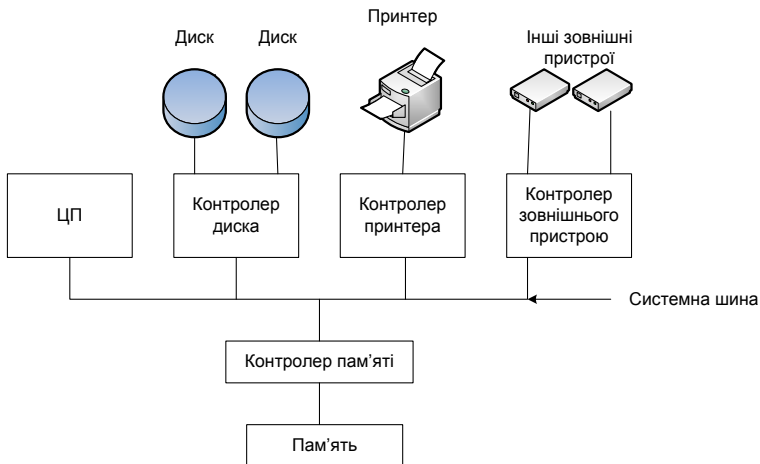 Принтер
Диск
Диск
Інші зовнішні
пристрої
ЦП
Контролер
диска
Контролер
принтера
Контролер
зовнішнього
пристрою
Системна шина
Контролер пам’яті
Пам’ять